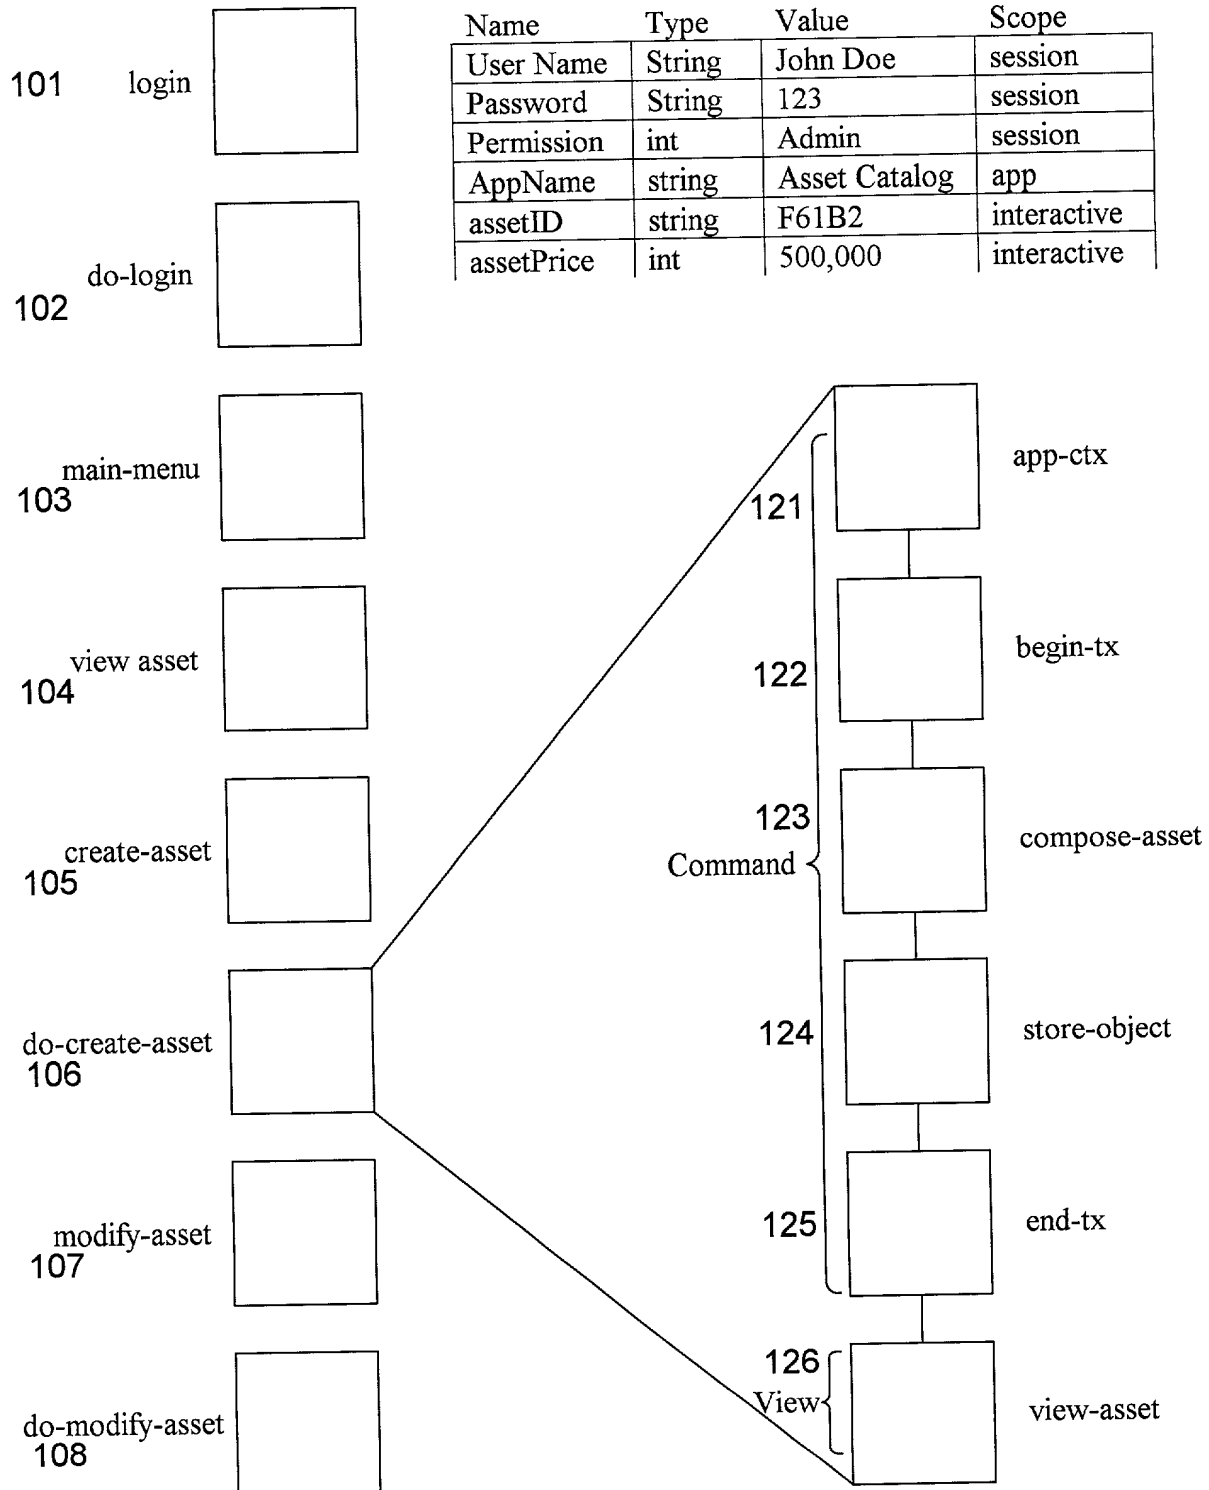 Name Type Value Scope
User Name String John Doe session
Password String 123 session
Permission int Admin session
AppName string Asset Catalog app
assetID string F61B2 interactive
assetPrice int 500,000 interactive
101 login
do-login
102
main-menu
103
view asset
104
create-asset
105
do-create-asset
106
modify-asset
107
do-modify-asset
108
app-ctx
121
begin-tx
122
123
compose-asset
Command
124 store-object
125 end-tx
126
View view-asset